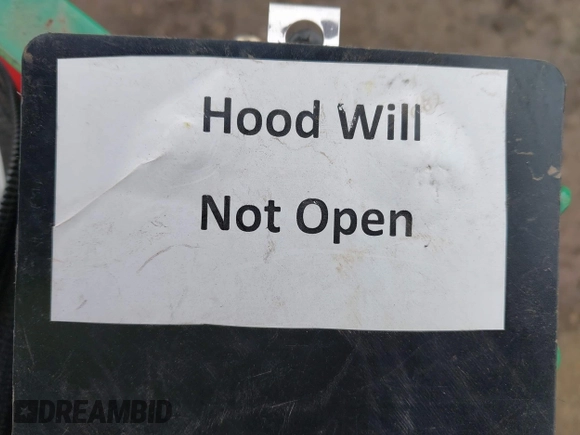 Hood Will
Not Open
DREAMBID